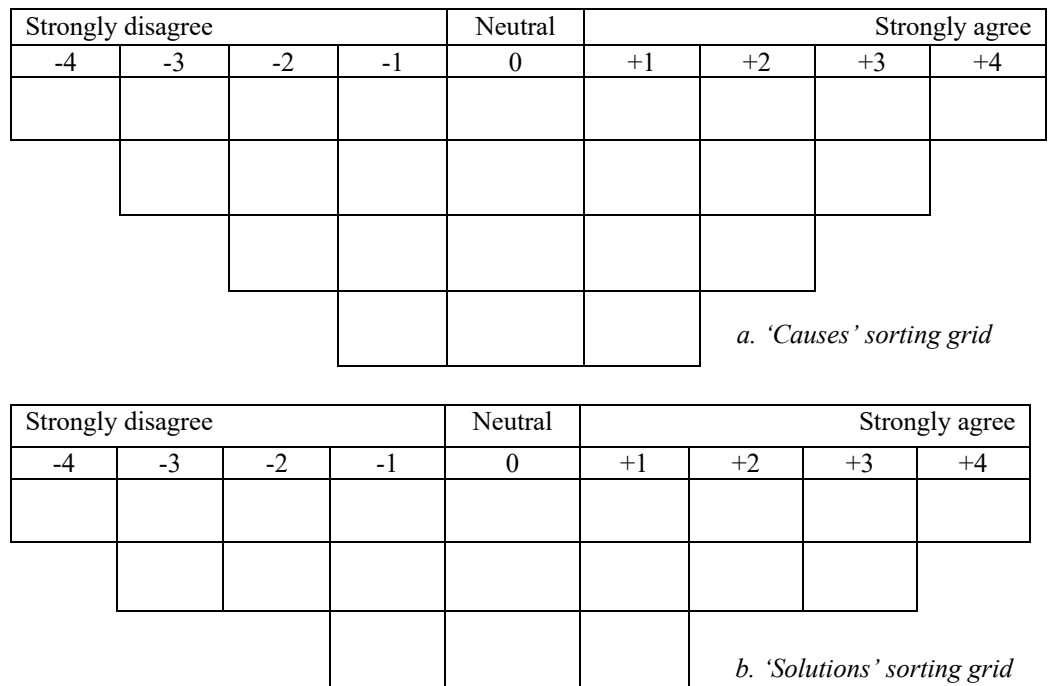 Strongly disagree Neutral Strongly agree
-4 -3 -2 -1 0 +1 +2 +3 +4
a. ‘Causes’ sorting grid
Strongly disagree Neutral Strongly agree
-4 -3 -2 -1 0 +1 +2 +3 +4
b. ‘Solutions’ sorting grid